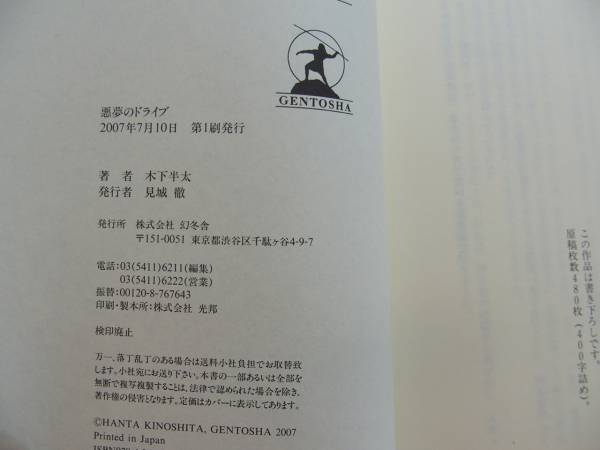 この作品は書き下ろしです。
原稿枚数480枚(400字詰め)。
GENTOSHA
悪夢のドライブ
2007年7月10日 第1刷発行
著 者 木下半太
発行者 見城 徹
発行所 株式会社 幻冬舎
〒151-0051 東京都渋谷区千駄ヶ谷4-9-7
電話:03(5411)6211(編集)
03(5411)6222(営業)
振替:00120-8-767643
印刷・製本所:株式会社 光邦
検印廃止
万一、落丁乱丁のある場合は送料小社負担でお取替致
します。小社宛にお送り下さい。本書の一部あるいは全部を
無断で複写複製することは、法律で認められた場合を除き、
著作権の侵害となります。定価はカバーに表示してあります。
©HANTA KINOSHITA, GENTOSHA 2007
Printed in Japan